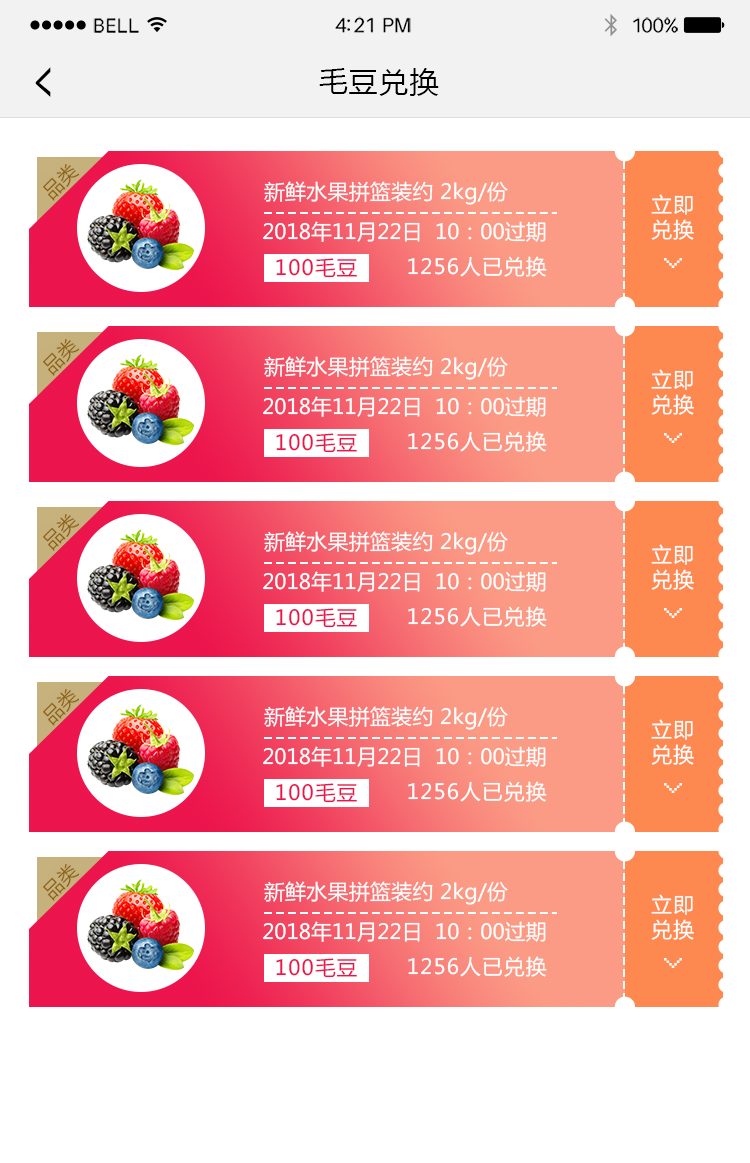 BELL 4:21 PM 100%
毛豆兑换
品类
新鲜水果拼篮装约 2kg/份
2018年11月22日 10：00过期
100毛豆 1256人已兑换
立即
兑换
品类
新鲜水果拼篮装约 2kg/份
2018年11月22日 10：00过期
100毛豆 1256人已兑换
立即
兑换
品类
新鲜水果拼篮装约 2kg/份
2018年11月22日 10：00过期
100毛豆 1256人已兑换
立即
兑换
品类
新鲜水果拼篮装约 2kg/份
2018年11月22日 10：00过期
100毛豆 1256人已兑换
立即
兑换
品类
新鲜水果拼篮装约 2kg/份
2018年11月22日 10：00过期
100毛豆 1256人已兑换
立即
兑换